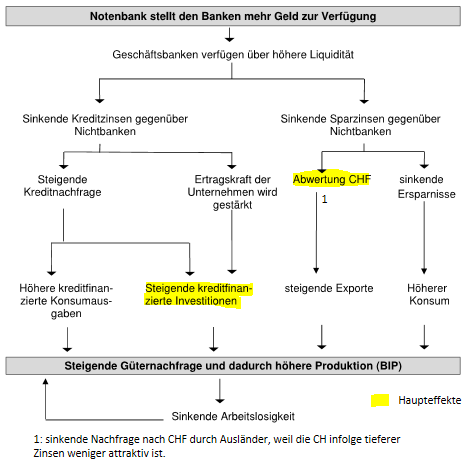 Notenbank stellt den Banken mehr Geld zur Verfügung
Geschäftsbanken verfügen über höhere Liquidität
Sinkende Kreditzinsen gegenüber
Nichtbanken
Sinkende Sparzinsen gegenüber
Nichtbanken
Steigende
Kreditnachfrage
Ertragskraft der
Unternehmen wird
gestärkt
Abwertung CHF
1
sinkende
Ersparnisse
Höhere kreditfinan-
zierte Konsumaus-
gaben
Steigende kreditfinan-
zierte Investitionen
steigende Exporte
Höherer
Konsum
Steigende Güternachfrage und dadurch höhere Produktion (BIP)
Haupteffekte
Sinkende Arbeitslosigkeit
1: sinkende Nachfrage nach CHF durch Ausländer, weil die CH infolge tieferer
Zinsen weniger attraktiv ist.